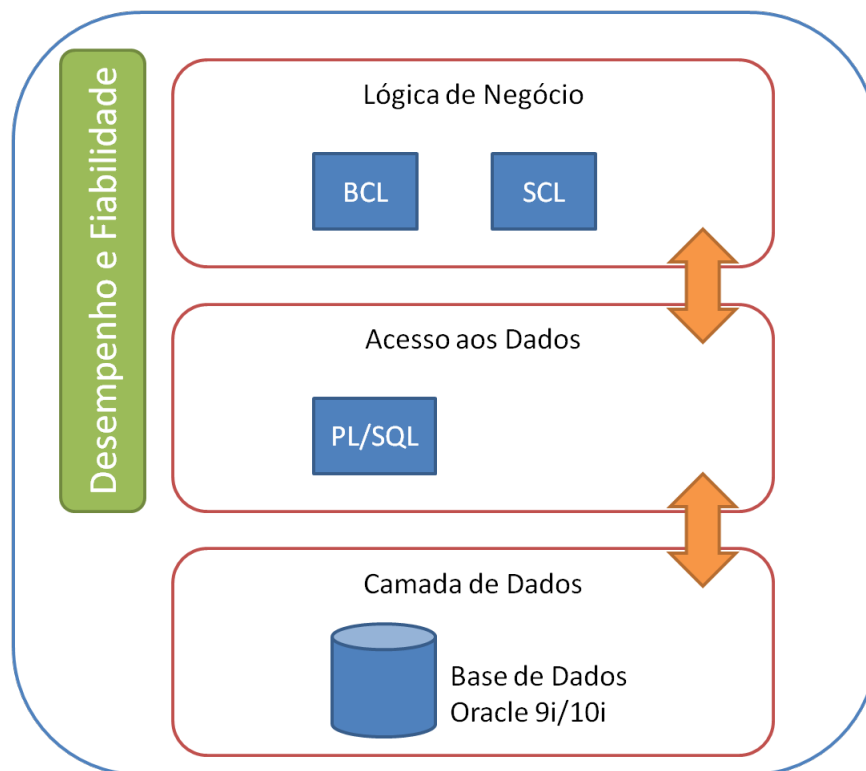 Desempenho e Fiabilidade
Lógica de Negócio
BCL
SCL
Acesso aos Dados
PL/SQL
Camada de Dados
Base de Dados
Oracle 9i/10i